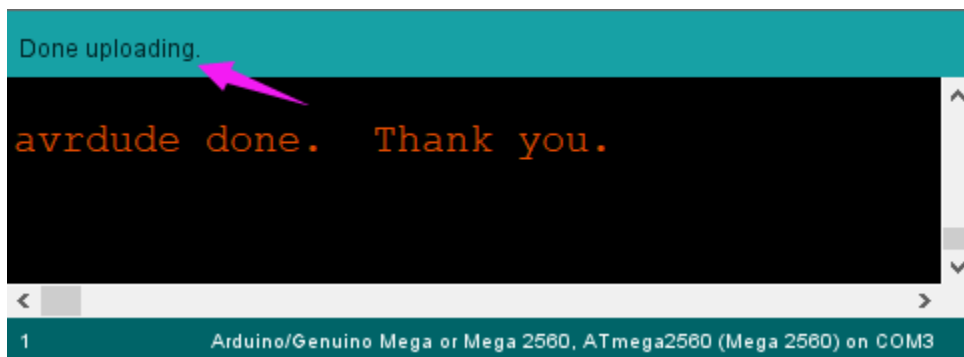 Done uploading.
avrdude done.  Thank you.
1 Arduino/Genuino Mega or Mega 2560, ATmega2560 (Mega 2560) on COM3